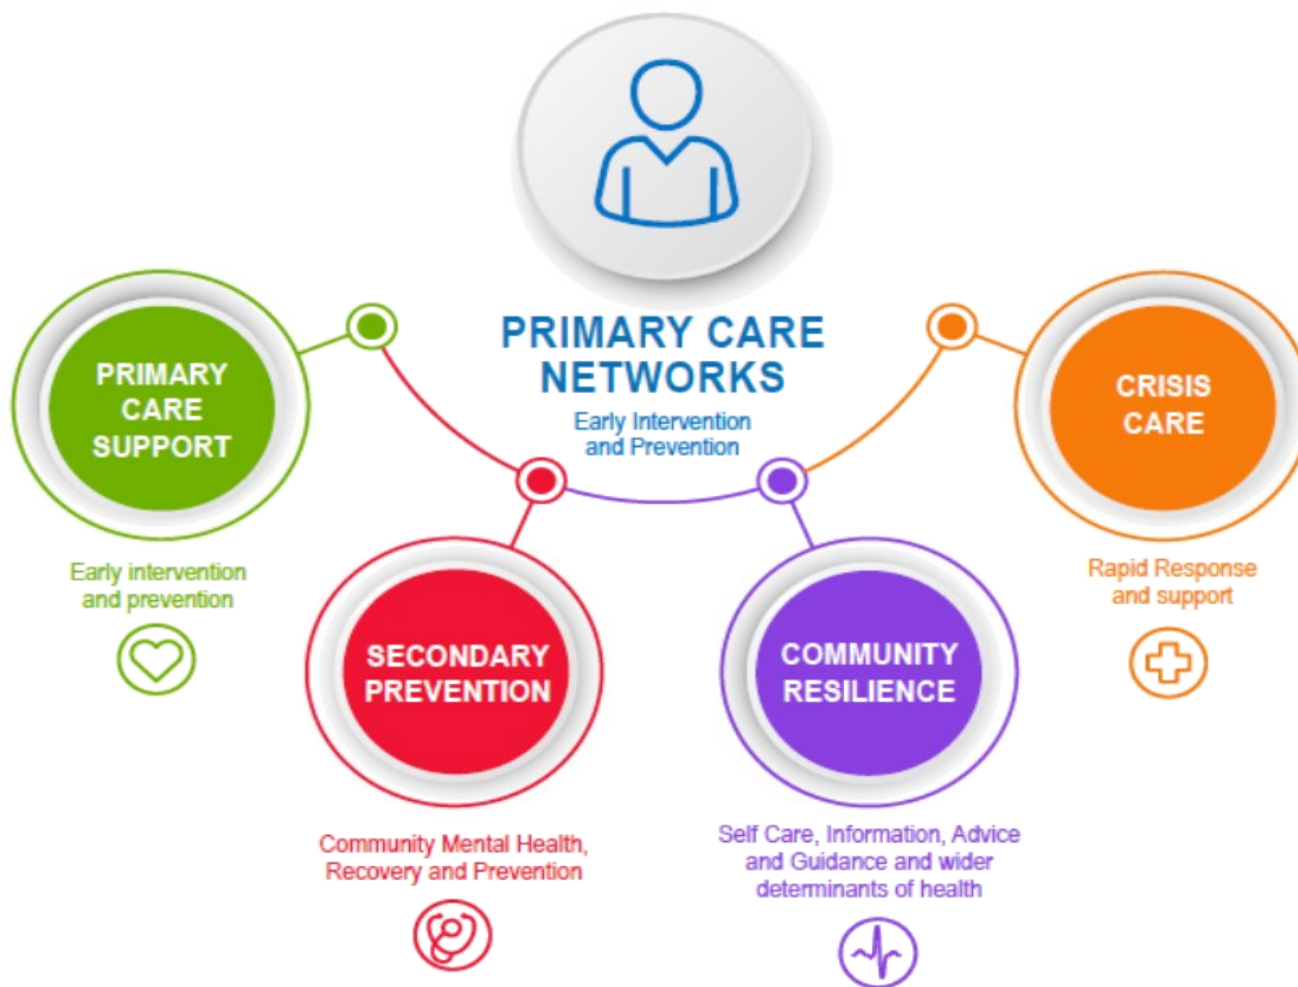 PRIMARY CARE
NETWORKS
Early Intervention
and Prevention
PRIMARY
CARE
SUPPORT
Early intervention
and prevention
SECONDARY
PREVENTION
Community Mental Health,
Recovery and Prevention
COMMUNITY
RESILIENCE
Self Care, Information, Advice
and Guidance and wider
determinants of health
CRISIS
CARE
Rapid Response
and support